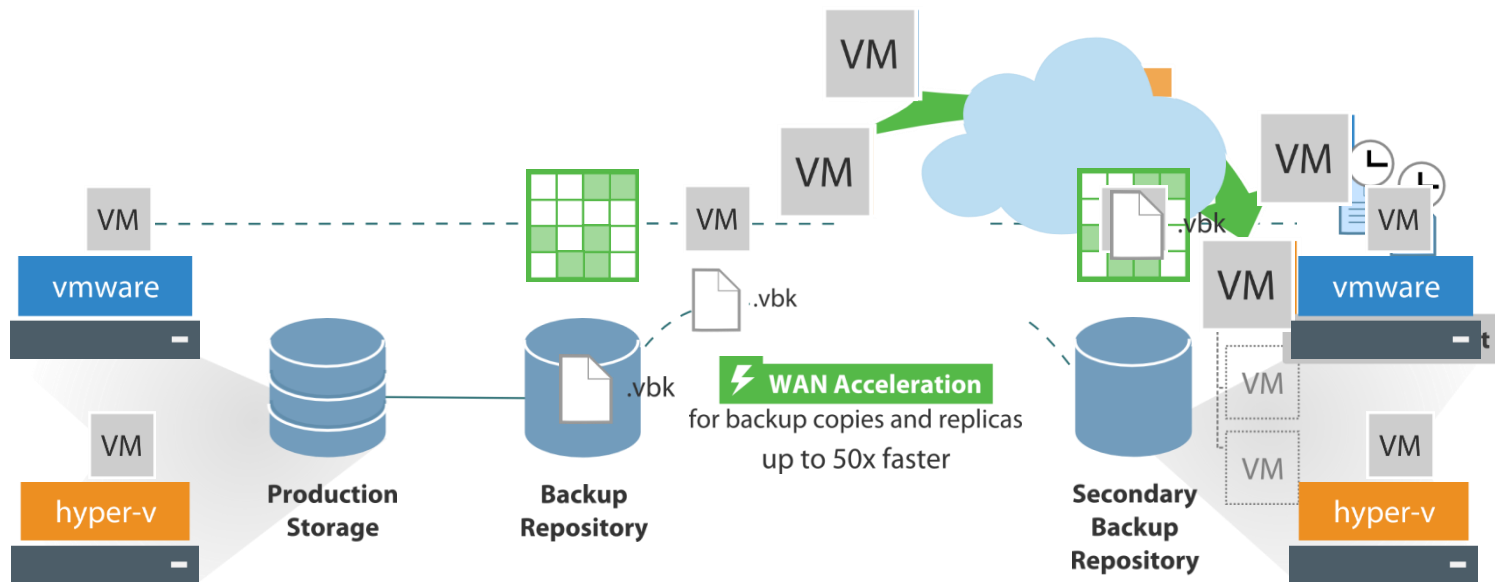 VM
VM
VM
VM
VM
VM
VM
.vbk
vmware
vmware
.vbk
t
.vbk
WAN Acceleration
for backup copies and replicas
up to 50x faster
VM
VM
VM
VM
VM
Production
Storage
Backup
Repository
Secondary
Backup
Repository
hyper-v
hyper-v